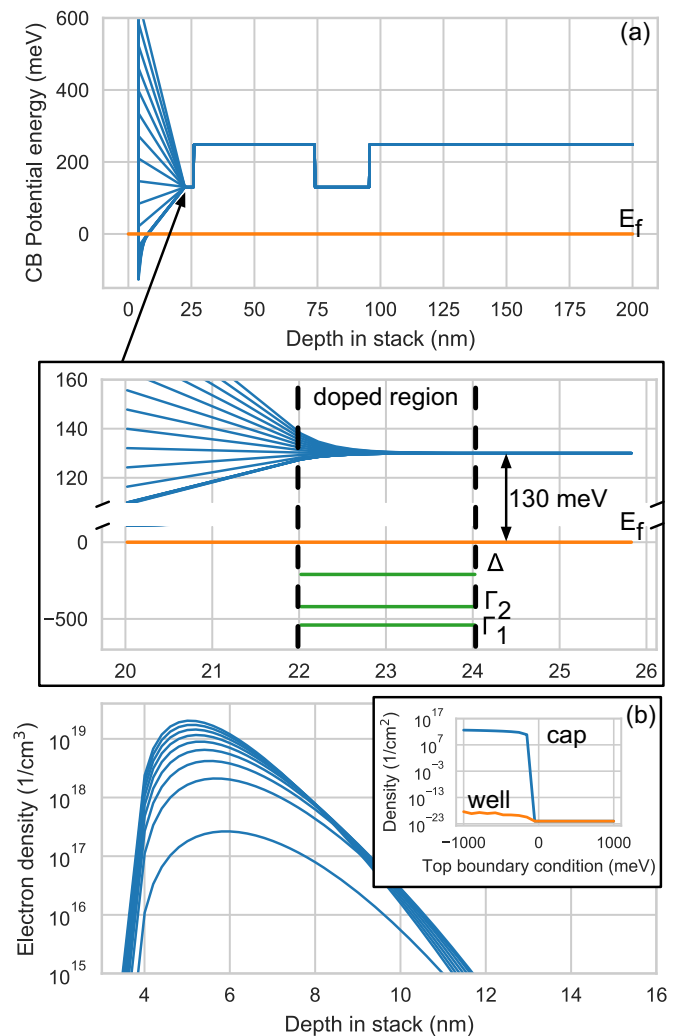 (a)
CB Potential energy (meV)
600
400
200
0
E_f
0 25 50 75 100 125 150 175 200
Depth in stack (nm)
160
doped region
140
120
130 meV
E_f
0
Δ
Γ_2
−500
Γ_1
20 21 22 23 24 25 26
(b)
Electron density (1/cm^3)
10^19
10^18
10^17
10^16
10^15
Density (1/cm^2)
10^17
10^7
10^−3
10^−13
10^−23
cap
well
−1000 0 1000
Top boundary condition (meV)
4 6 8 10 12 14 16
Depth in stack (nm)